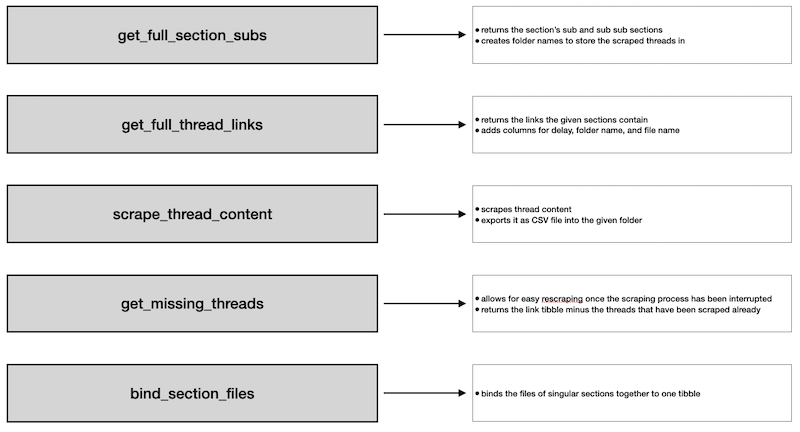 get_full_section_subs
• returns the section's sub and sub sub sections
• creates folder names to store the scraped threads in
get_full_thread_links
• returns the links the given sections contain
• adds columns for delay, folder name, and file name
scrape_thread_content
• scrapes thread content
• exports it as CSV file into the given folder
get_missing_threads
• allows for easy rescraping once the scraping process has been interrupted
• returns the link tibble minus the threads that have been scraped already
bind_section_files
• binds the files of singular sections together to one tibble